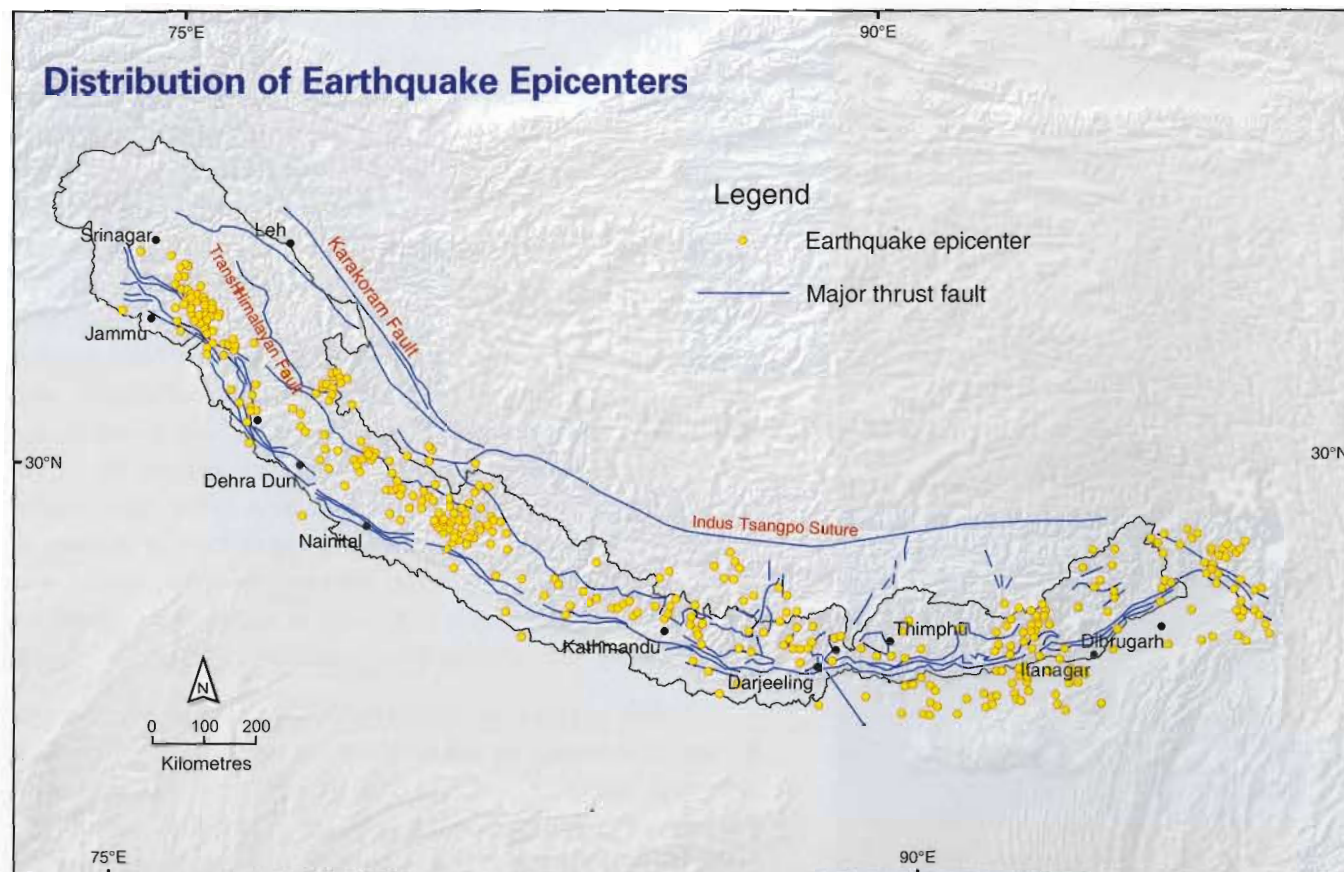 75°E
90°E
Distribution of Earthquake Epicenters
Legend
Earthquake epicenter
Major thrust fault
Srinagar
Leh
Karakoram Fault
Trans Himalayan Fault
Jammu
30°N
30°N
Dehra Dun
Nainital
Indus Tsangpo Suture
Kathmandu
Thimphu
Dibrugarh
Itanagar
Darjeeling
N
0 100 200
Kilometres
75°E
90°E